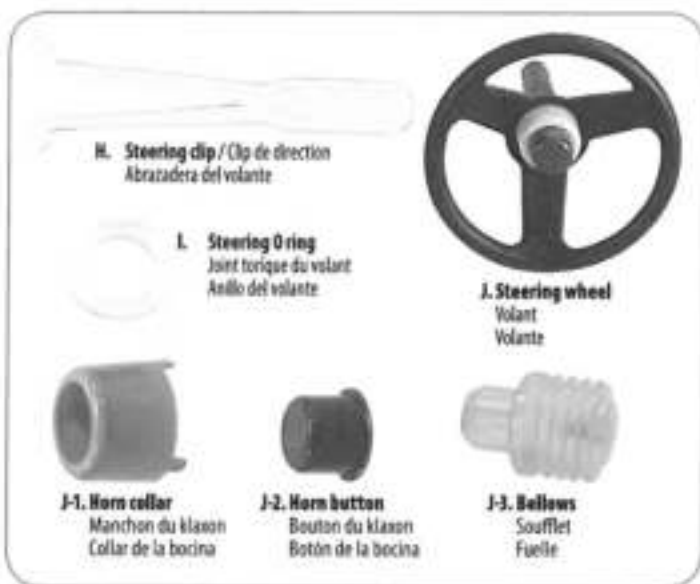 H. Steering clip / Clip de direction
Abrazadera del volante
I. Steering O ring
Joint torique du volant
Anillo del volante
J. Steering wheel
Volant
Volante
J-1. Horn collar
Manchon du klaxon
Collar de la bocina
J-2. Horn button
Bouton du klaxon
Botón de la bocina
J-3. Bellows
Soufflet
Fuelle